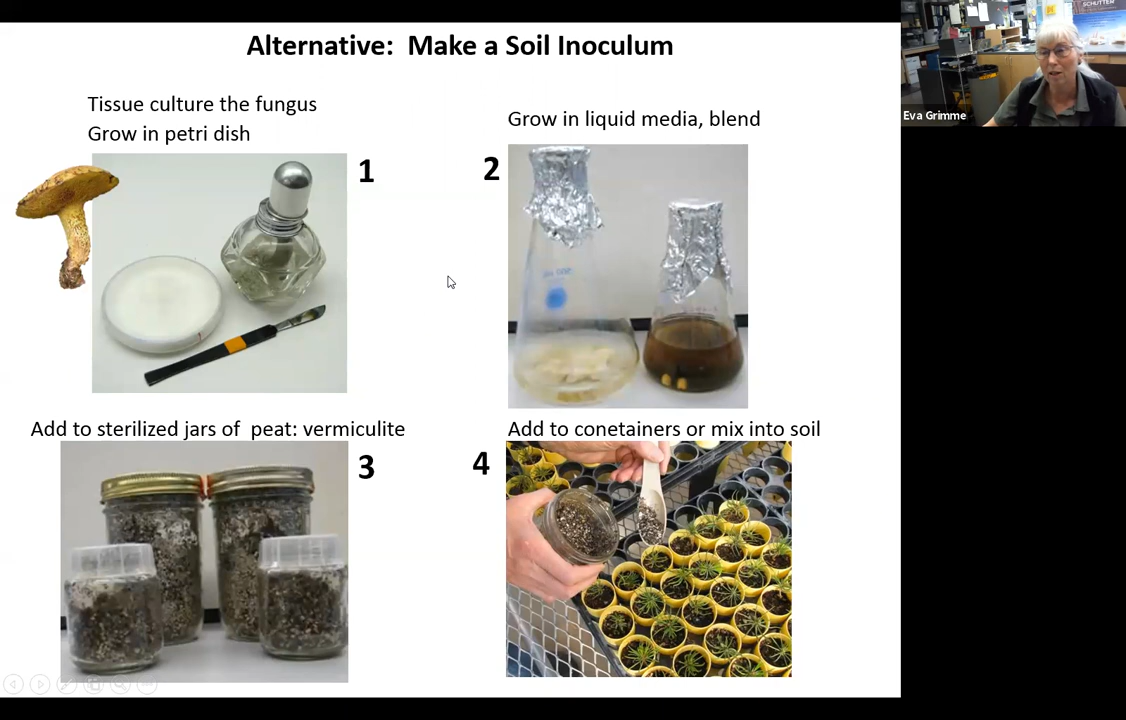 Alternative:  Make a Soil Inoculum
SCHUTTER
Eva Grimme
Tissue culture the fungus
Grow in petri dish
1
Grow in liquid media, blend
2
Add to sterilized jars of  peat: vermiculite
3
Add to conetainers or mix into soil
4